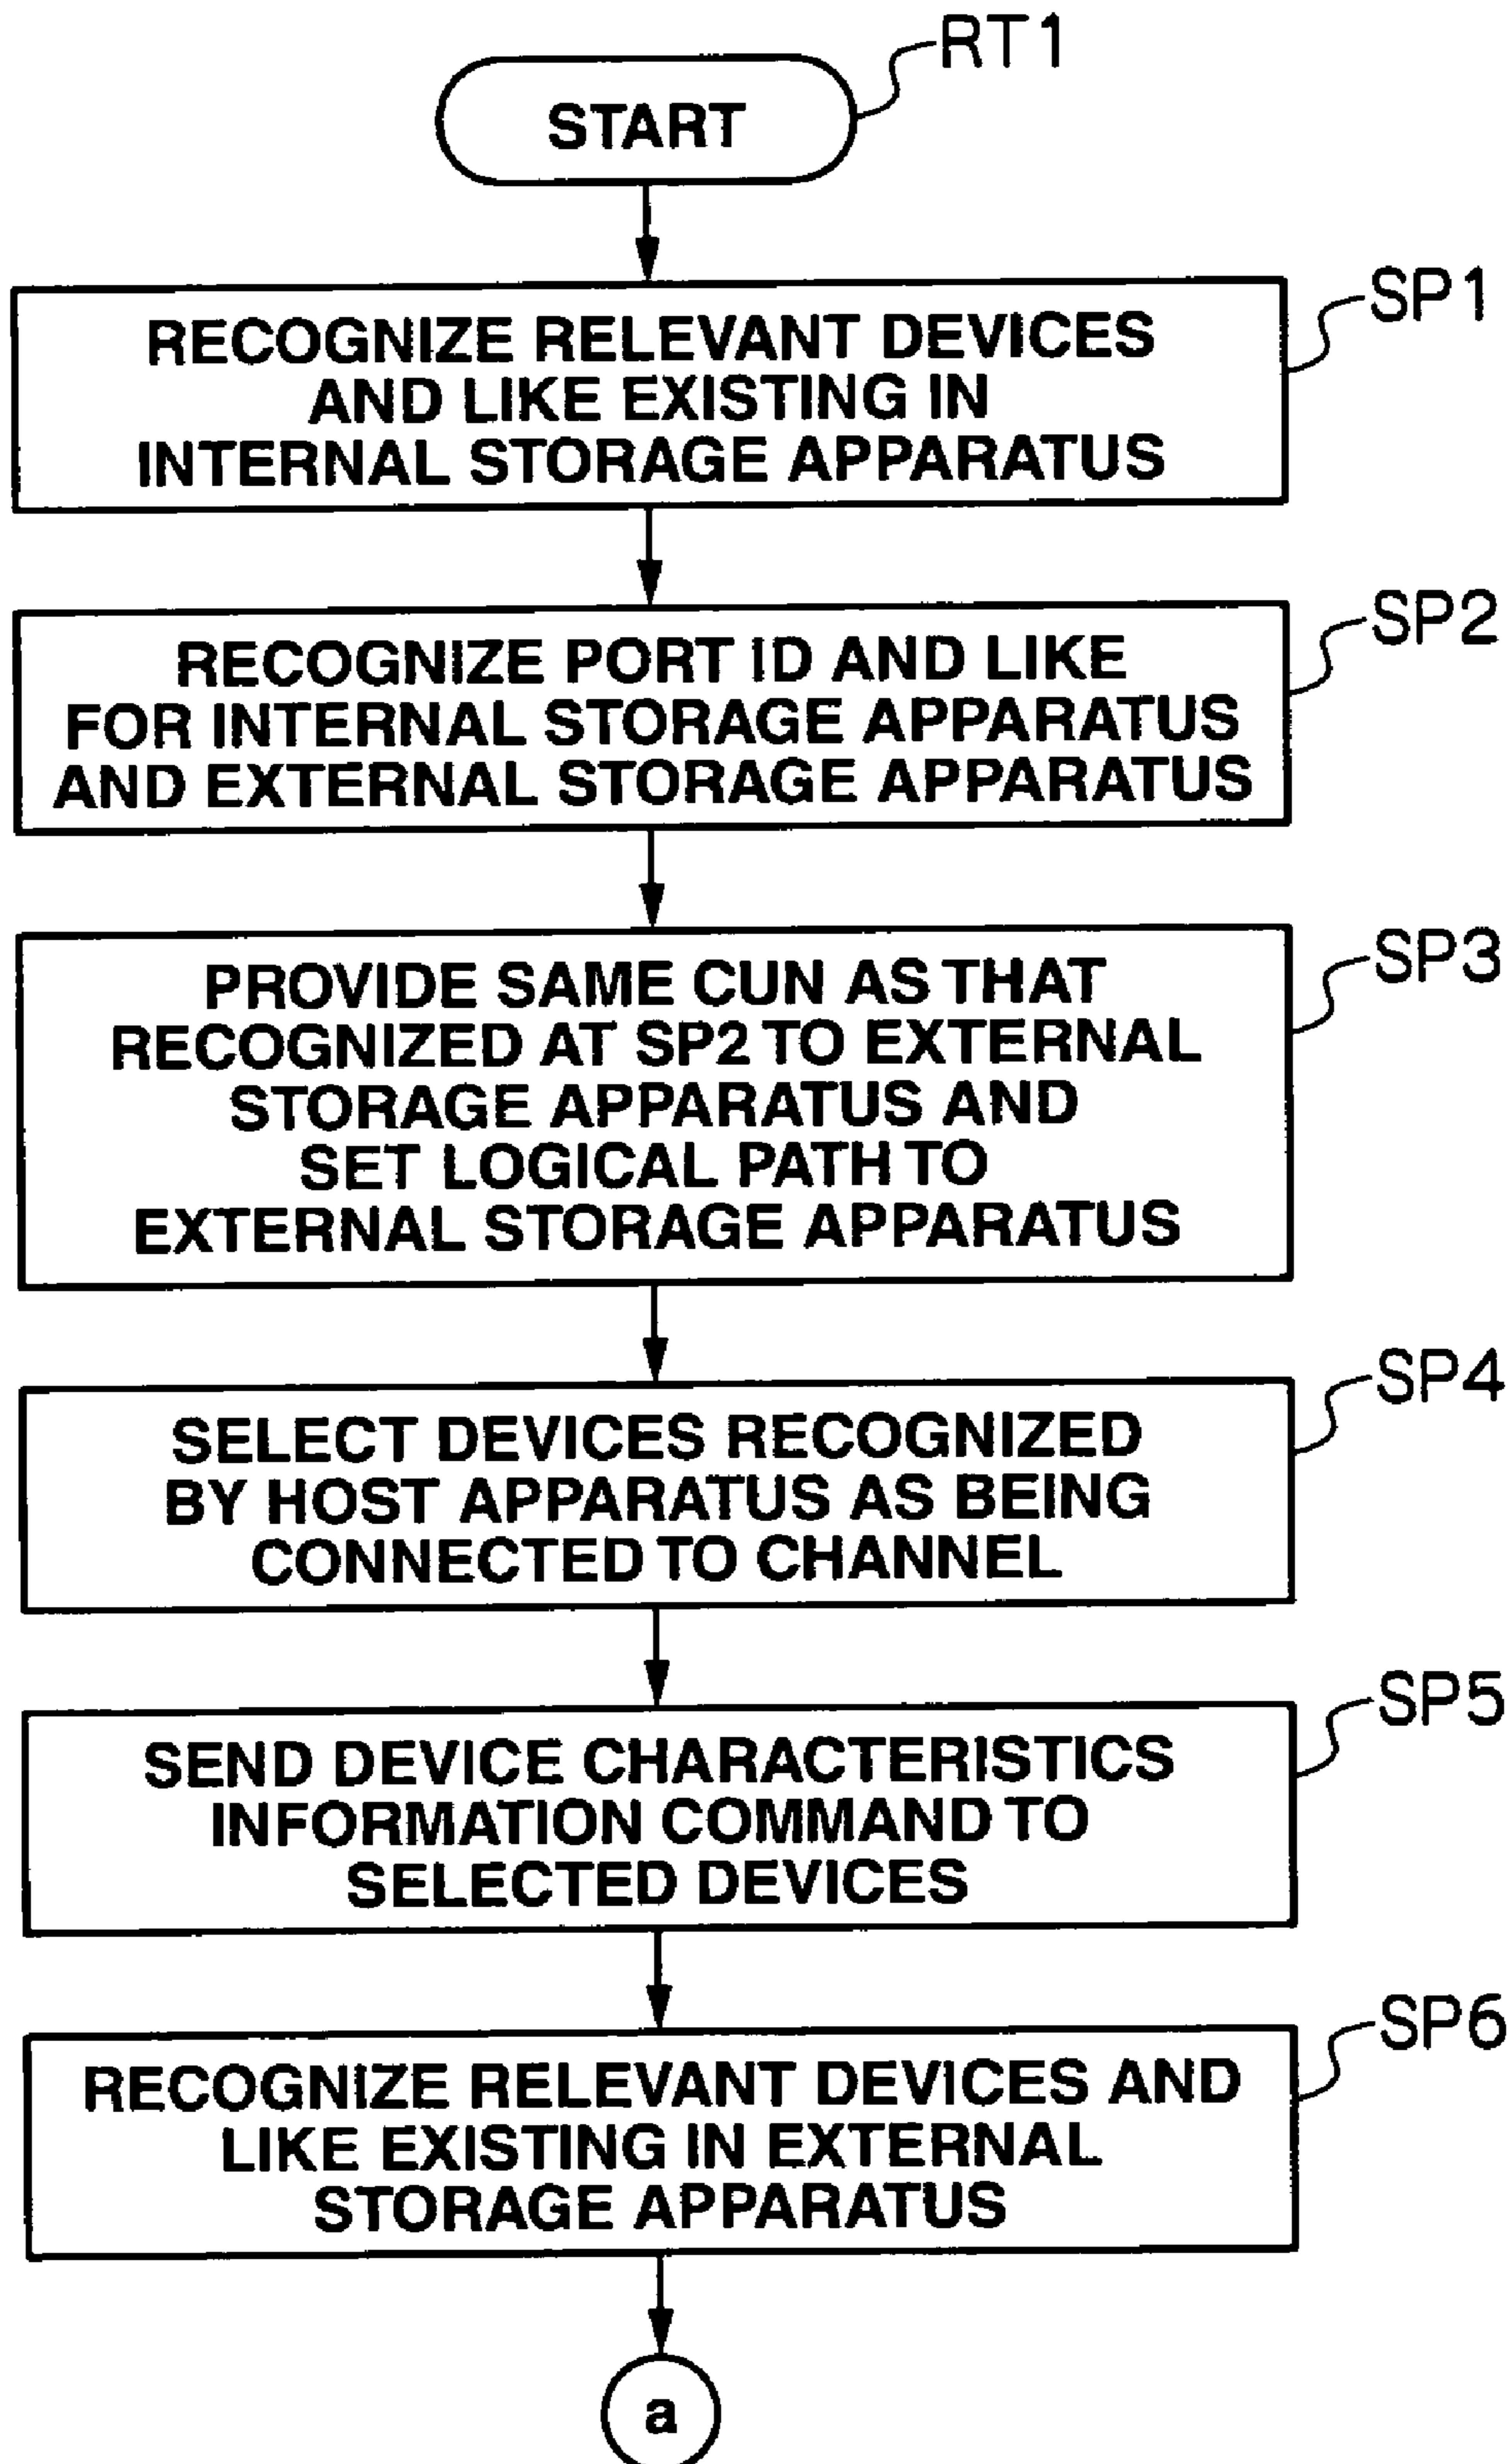 RT1
START
SP1
RECOGNIZE RELEVANT DEVICES
AND LIKE EXISTING IN
INTERNAL STORAGE APPARATUS
SP2
RECOGNIZE PORT ID AND LIKE
FOR INTERNAL STORAGE APPARATUS
AND EXTERNAL STORAGE APPARATUS
SP3
PROVIDE SAME CUN AS THAT
RECOGNIZED AT SP2 TO EXTERNAL
STORAGE APPARATUS AND
SET LOGICAL PATH TO
EXTERNAL STORAGE APPARATUS
SP4
SELECT DEVICES RECOGNIZED
BY HOST APPARATUS AS BEING
CONNECTED TO CHANNEL
SP5
SEND DEVICE CHARACTERISTICS
INFORMATION COMMAND TO
SELECTED DEVICES
SP6
RECOGNIZE RELEVANT DEVICES AND
LIKE EXISTING IN EXTERNAL
STORAGE APPARATUS
a